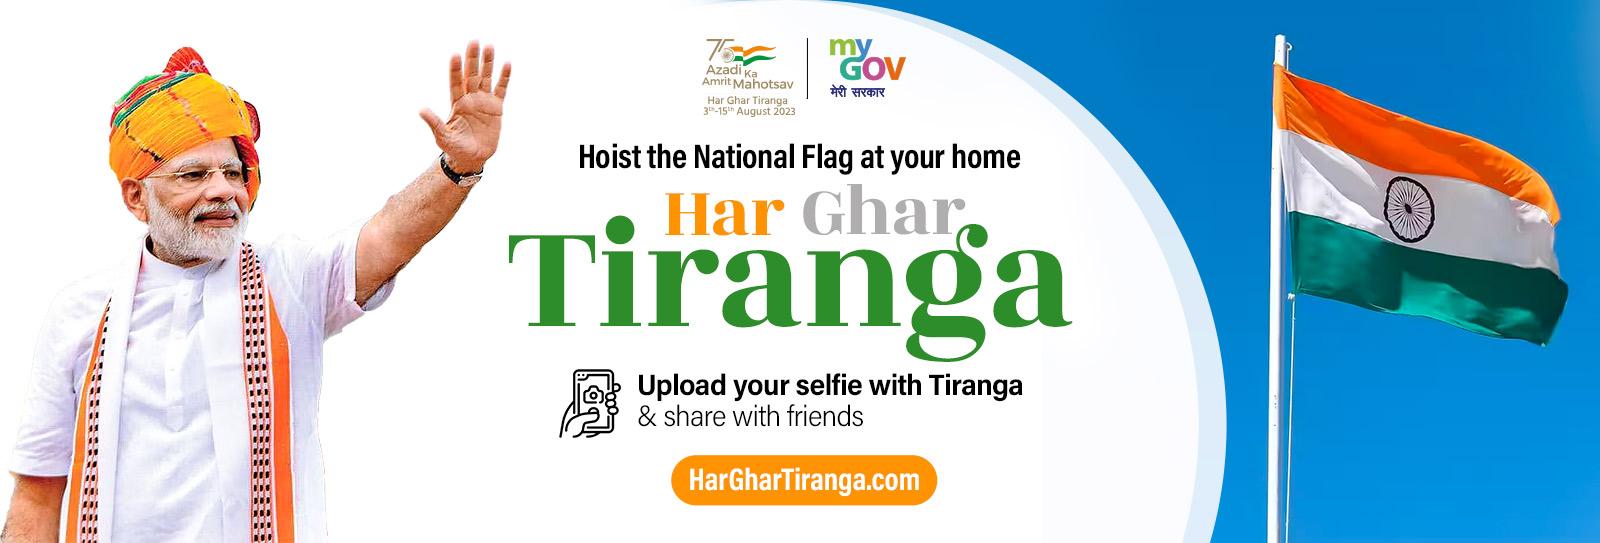 75
Azadi Ka
Amrit Mahotsav
Har Ghar Tiranga
3th-15th August 2023
my
GOV
मेरी सरकार
Hoist the National Flag at your home
Har Ghar
Tiranga
Upload your selfie with Tiranga
& share with friends
HarGharTiranga.com